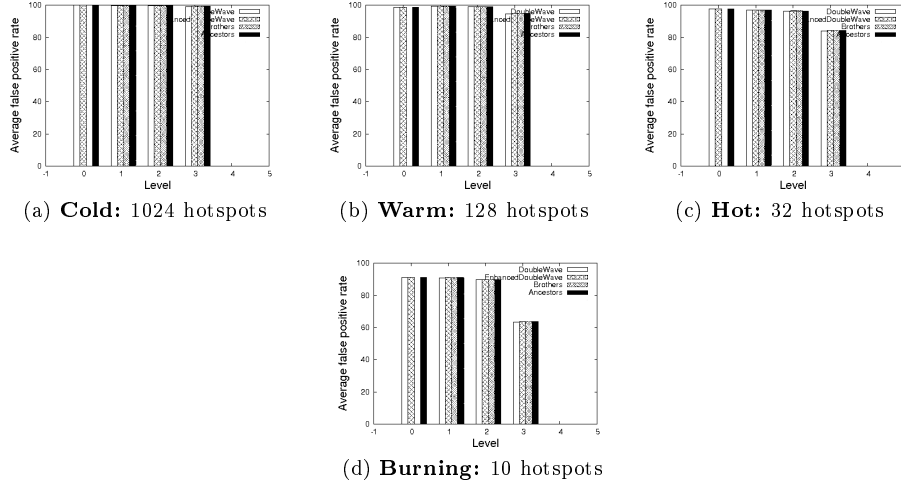 Average false positive rate
100
80
60
40
20
0
-1 0 1 2 3 4 5
Level
DoubleWave
EnhancedDoubleWave
Brothers
Ancestors
(a) Cold: 1024 hotspots
Average false positive rate
100
80
60
40
20
0
-1 0 1 2 3 4 5
Level
DoubleWave
EnhancedDoubleWave
Brothers
Ancestors
(b) Warm: 128 hotspots
Average false positive rate
100
80
60
40
20
0
-1 0 1 2 3 4
Level
DoubleWave
EnhancedDoubleWave
Brothers
Ancestors
(c) Hot: 32 hotspots
Average false positive rate
100
80
60
40
20
0
-1 0 1 2 3 4 5
Level
DoubleWave
EnhancedDoubleWave
Brothers
Ancestors
(d) Burning: 10 hotspots